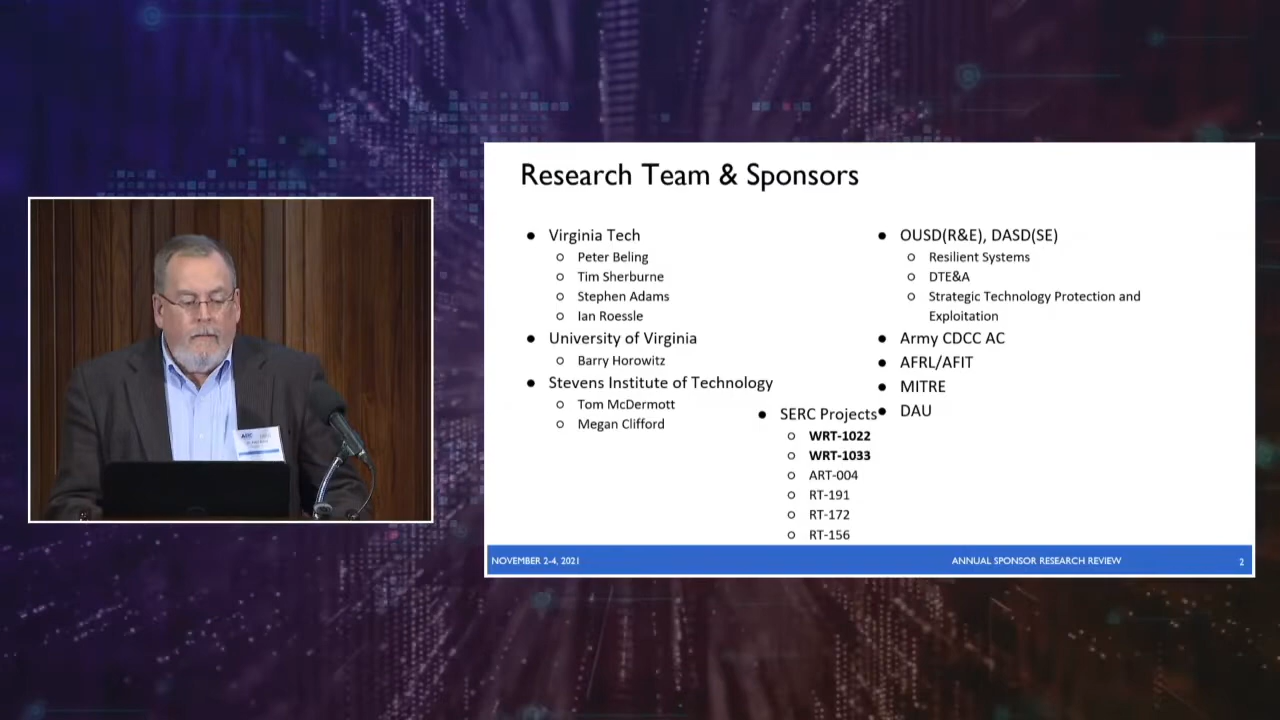 Research Team & Sponsors
● Virginia Tech
○ Peter Beling
○ Tim Sherburne
○ Stephen Adams
○ Ian Roessle
● University of Virginia
○ Barry Horowitz
● Stevens Institute of Technology
○ Tom McDermott
○ Megan Clifford
● SERC Projects
○ WRT-1022
○ WRT-1033
○ ART-004
○ RT-191
○ RT-172
○ RT-156
● OUSD(R&E), DASD(SE)
○ Resilient Systems
○ DTE&A
○ Strategic Technology Protection and
Exploitation
● Army CDCC AC
● AFRL/AFIT
● MITRE
● DAU
NOVEMBER 2-4, 2021
ANNUAL SPONSOR RESEARCH REVIEW
2